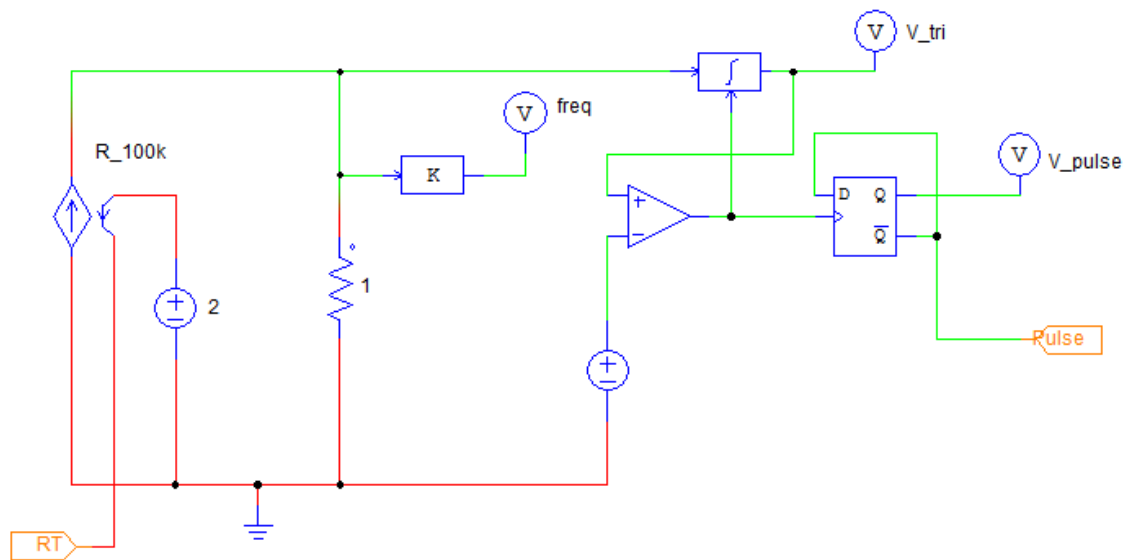 V
V_tri
∫
V
freq
R_100k
K
V
V_pulse
D Q
Q̅
+
−
1
+
−
2
+
−
Pulse
RT